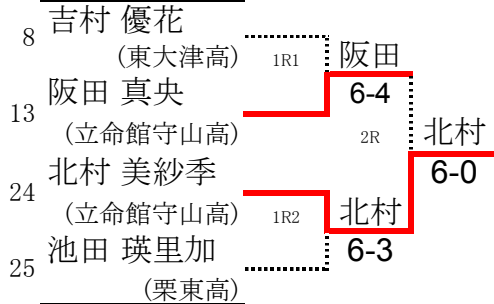 8 吉村 優花
(東大津高)
13 阪田 真央
(立命館守山高)
24 北村 美紗季
(立命館守山高)
25 池田 瑛里加
(栗東高)
1R1
1R2
阪田
6-4
北村
6-3
2R
北村
6-0